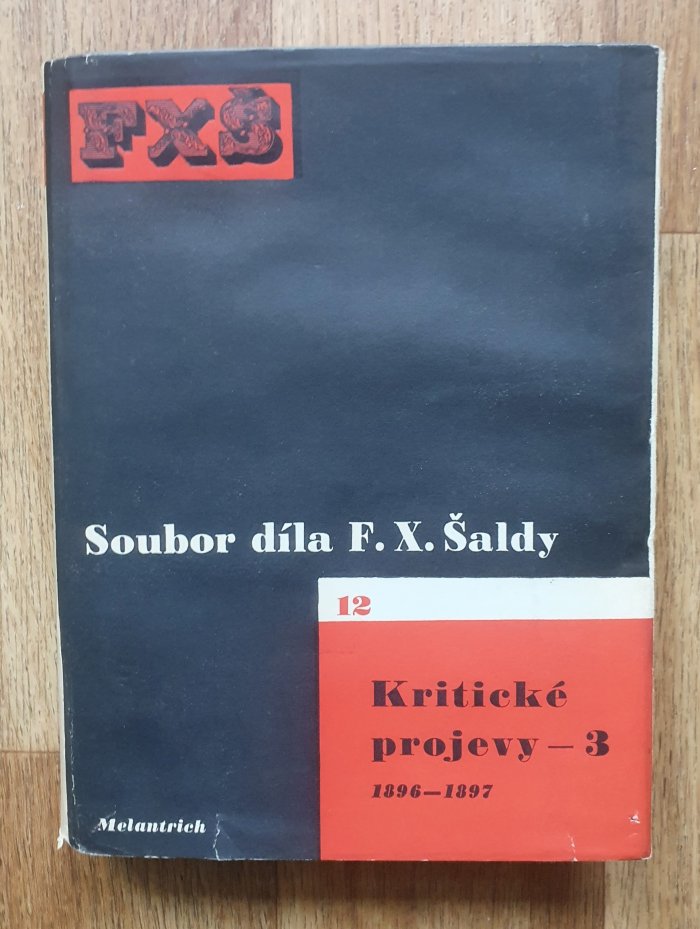 FXŠ
Soubor díla F. X. Šaldy
12
Kritické
projevy — 3
1896—1897
Melantrich